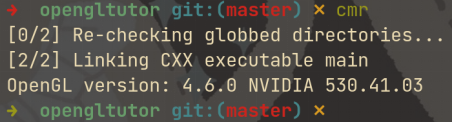 ➜ opengltutor git:(master) ✗ cmr
[0/2] Re-checking globbed directories...
[2/2] Linking CXX executable main
OpenGL version: 4.6.0 NVIDIA 530.41.03
➜ opengltutor git:(master) ✗